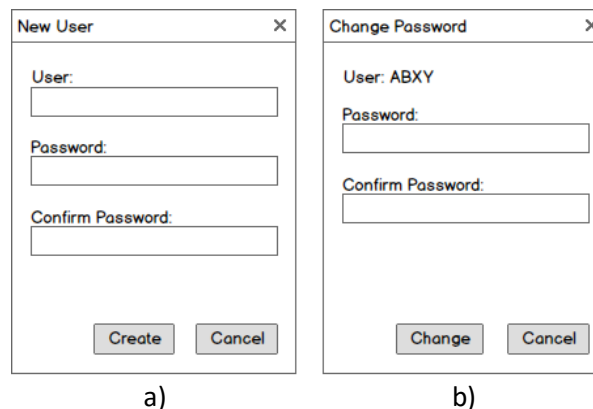 New User
User:
Password:
Confirm Password:
Create Cancel
a)
Change Password
User: ABXY
Password:
Confirm Password:
Change Cancel
b)